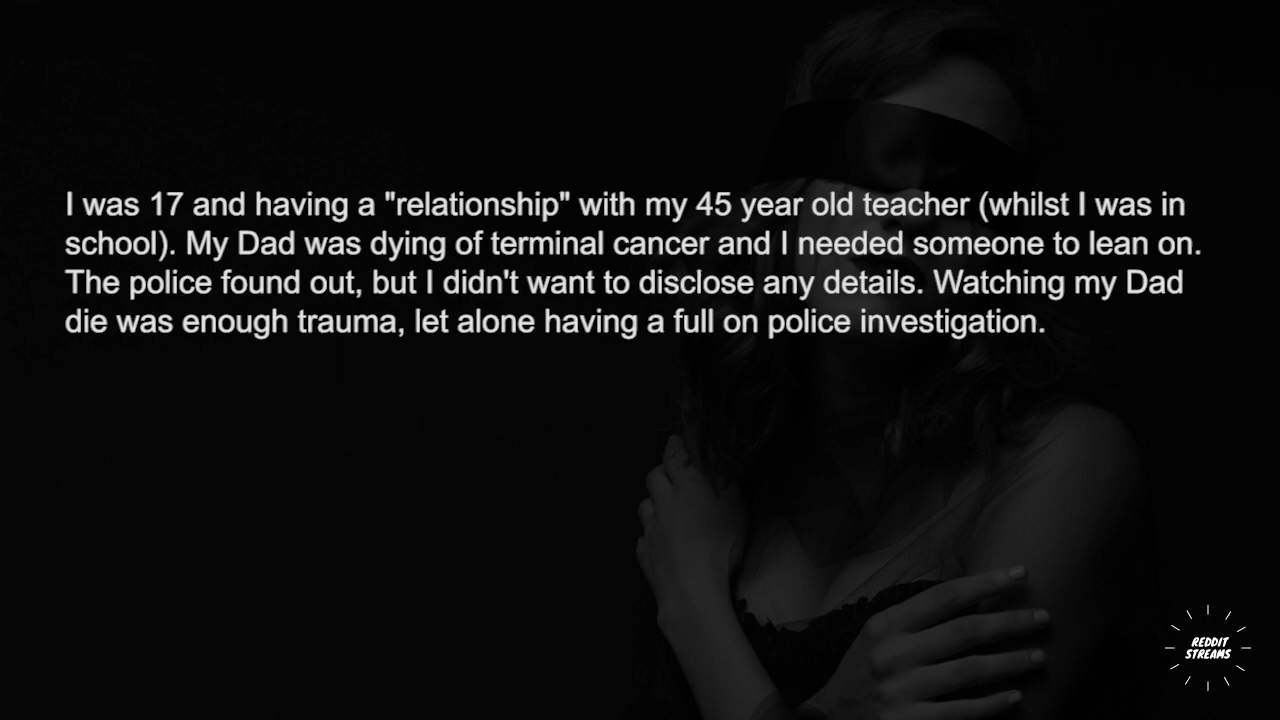 I was 17 and having a "relationship" with my 45 year old teacher (whilst I was in
school). My Dad was dying of terminal cancer and I needed someone to lean on.
The police found out, but I didn't want to disclose any details. Watching my Dad
die was enough trauma, let alone having a full on police investigation.
REDDIT
STREAMS